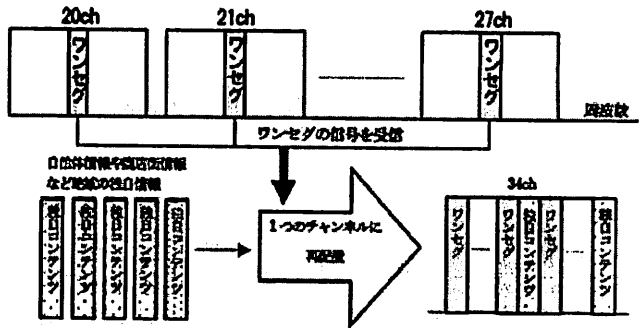 20ch
21ch
27ch
ワンセグ
ワンセグ
ワンセグ
周波数
ワンセグの信号を受信
自治体情報や商店街情報
など地域の独自情報
独自コンテンツ
独自コンテンツ
独自コンテンツ
独自コンテンツ
独自コンテンツ
1つのチャンネルに
再配置
34ch
ワンセグ
ワンセグ
独自コンテンツ
ワンセグ
独自コンテンツ